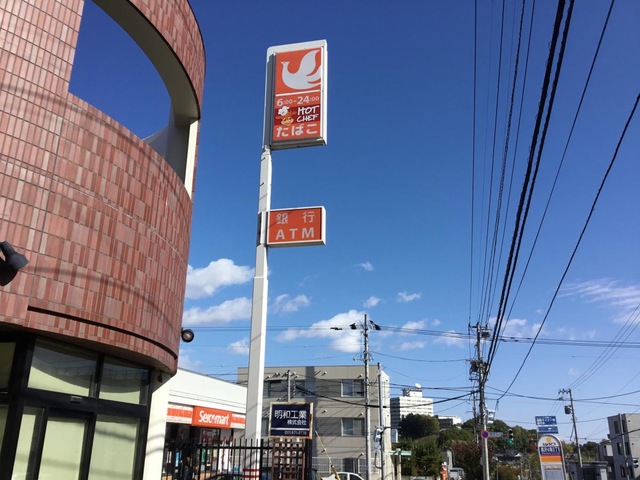 6:00-24:00
HOT
CHEF
たばこ
銀行
ATM
Seicomart
明和工業
株式会社